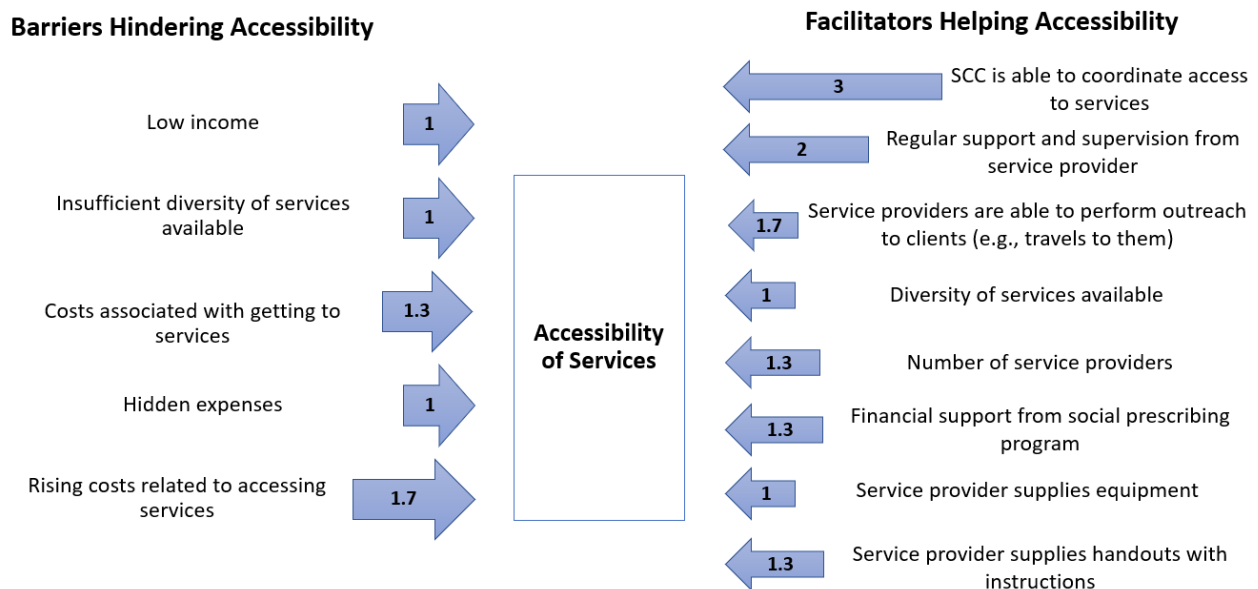 Barriers Hindering Accessibility
Low income
1
Insufficient diversity of services
available
1
Costs associated with getting to
services
1.3
Hidden expenses
1
Rising costs related to accessing
services
1.7
Accessibility
of Services
Facilitators Helping Accessibility
3
SCC is able to coordinate access
to services
2
Regular support and supervision from
service provider
1.7
Service providers are able to perform outreach
to clients (e.g., travels to them)
1
Diversity of services available
1.3
Number of service providers
1.3
Financial support from social prescribing
program
1
Service provider supplies equipment
1.3
Service provider supplies handouts with
instructions